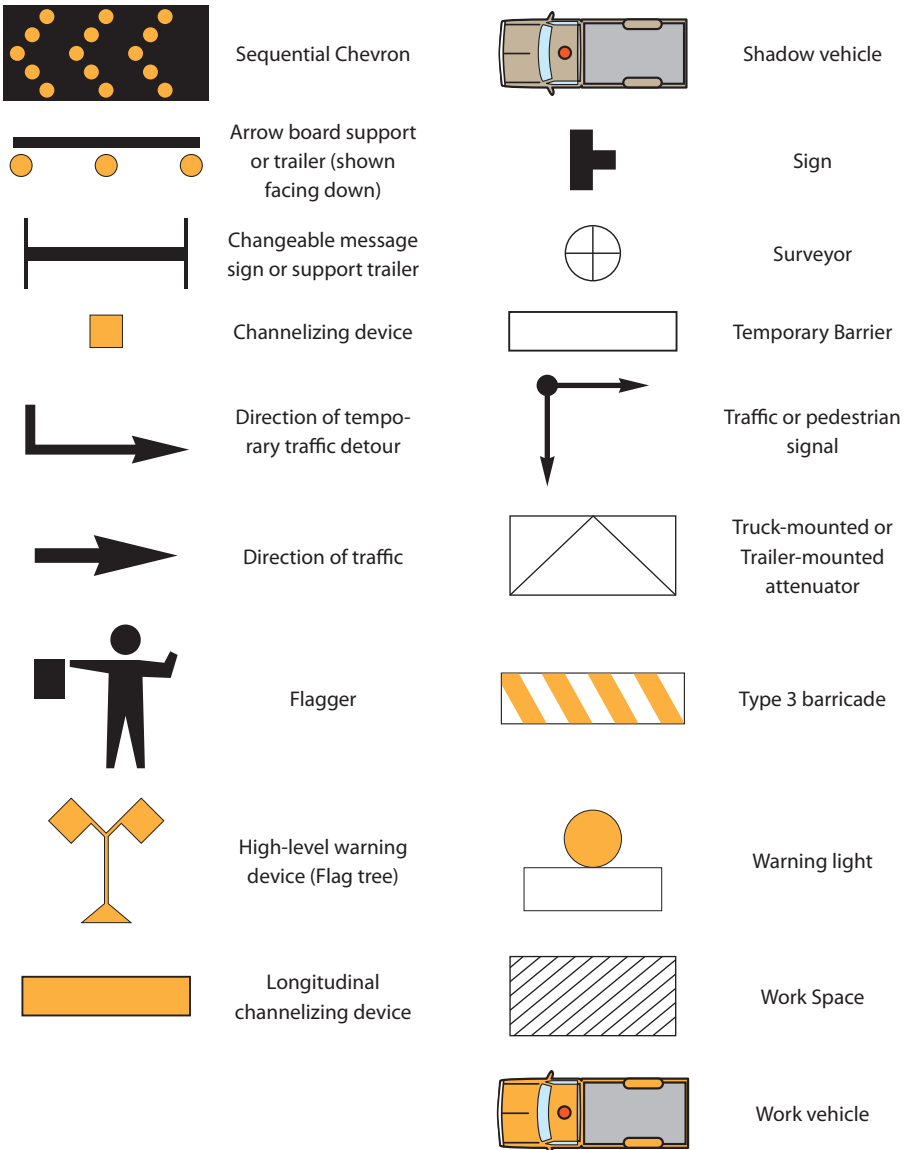 Sequential Chevron
Arrow board support
or trailer (shown
facing down)
Changeable message
sign or support trailer
Channelizing device
Direction of tempo-
rary traffic detour
Direction of traffic
Flagger
High-level warning
device (Flag tree)
Longitudinal
channelizing device
Shadow vehicle
Sign
Surveyor
Temporary Barrier
Traffic or pedestrian
signal
Truck-mounted or
Trailer-mounted
attenuator
Type 3 barricade
Warning light
Work Space
Work vehicle